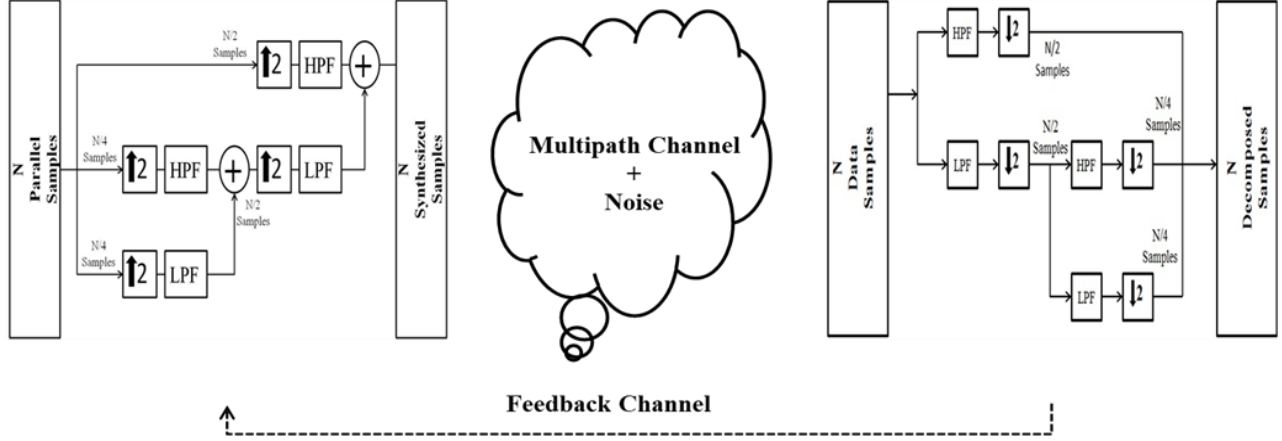 N
Parallel
Samples
N/2
Samples
2
HPF
+
N/4
Samples
2
HPF
+
2
LPF
N/2
Samples
N/4
Samples
2
LPF
N
Synthesized
Samples
Multipath Channel
+
Noise
N
Data
Samples
HPF
2
N/2
Samples
LPF
2
N/2
Samples
HPF
2
N/4
Samples
LPF
2
N/4
Samples
N
Decomposed
Samples
Feedback Channel